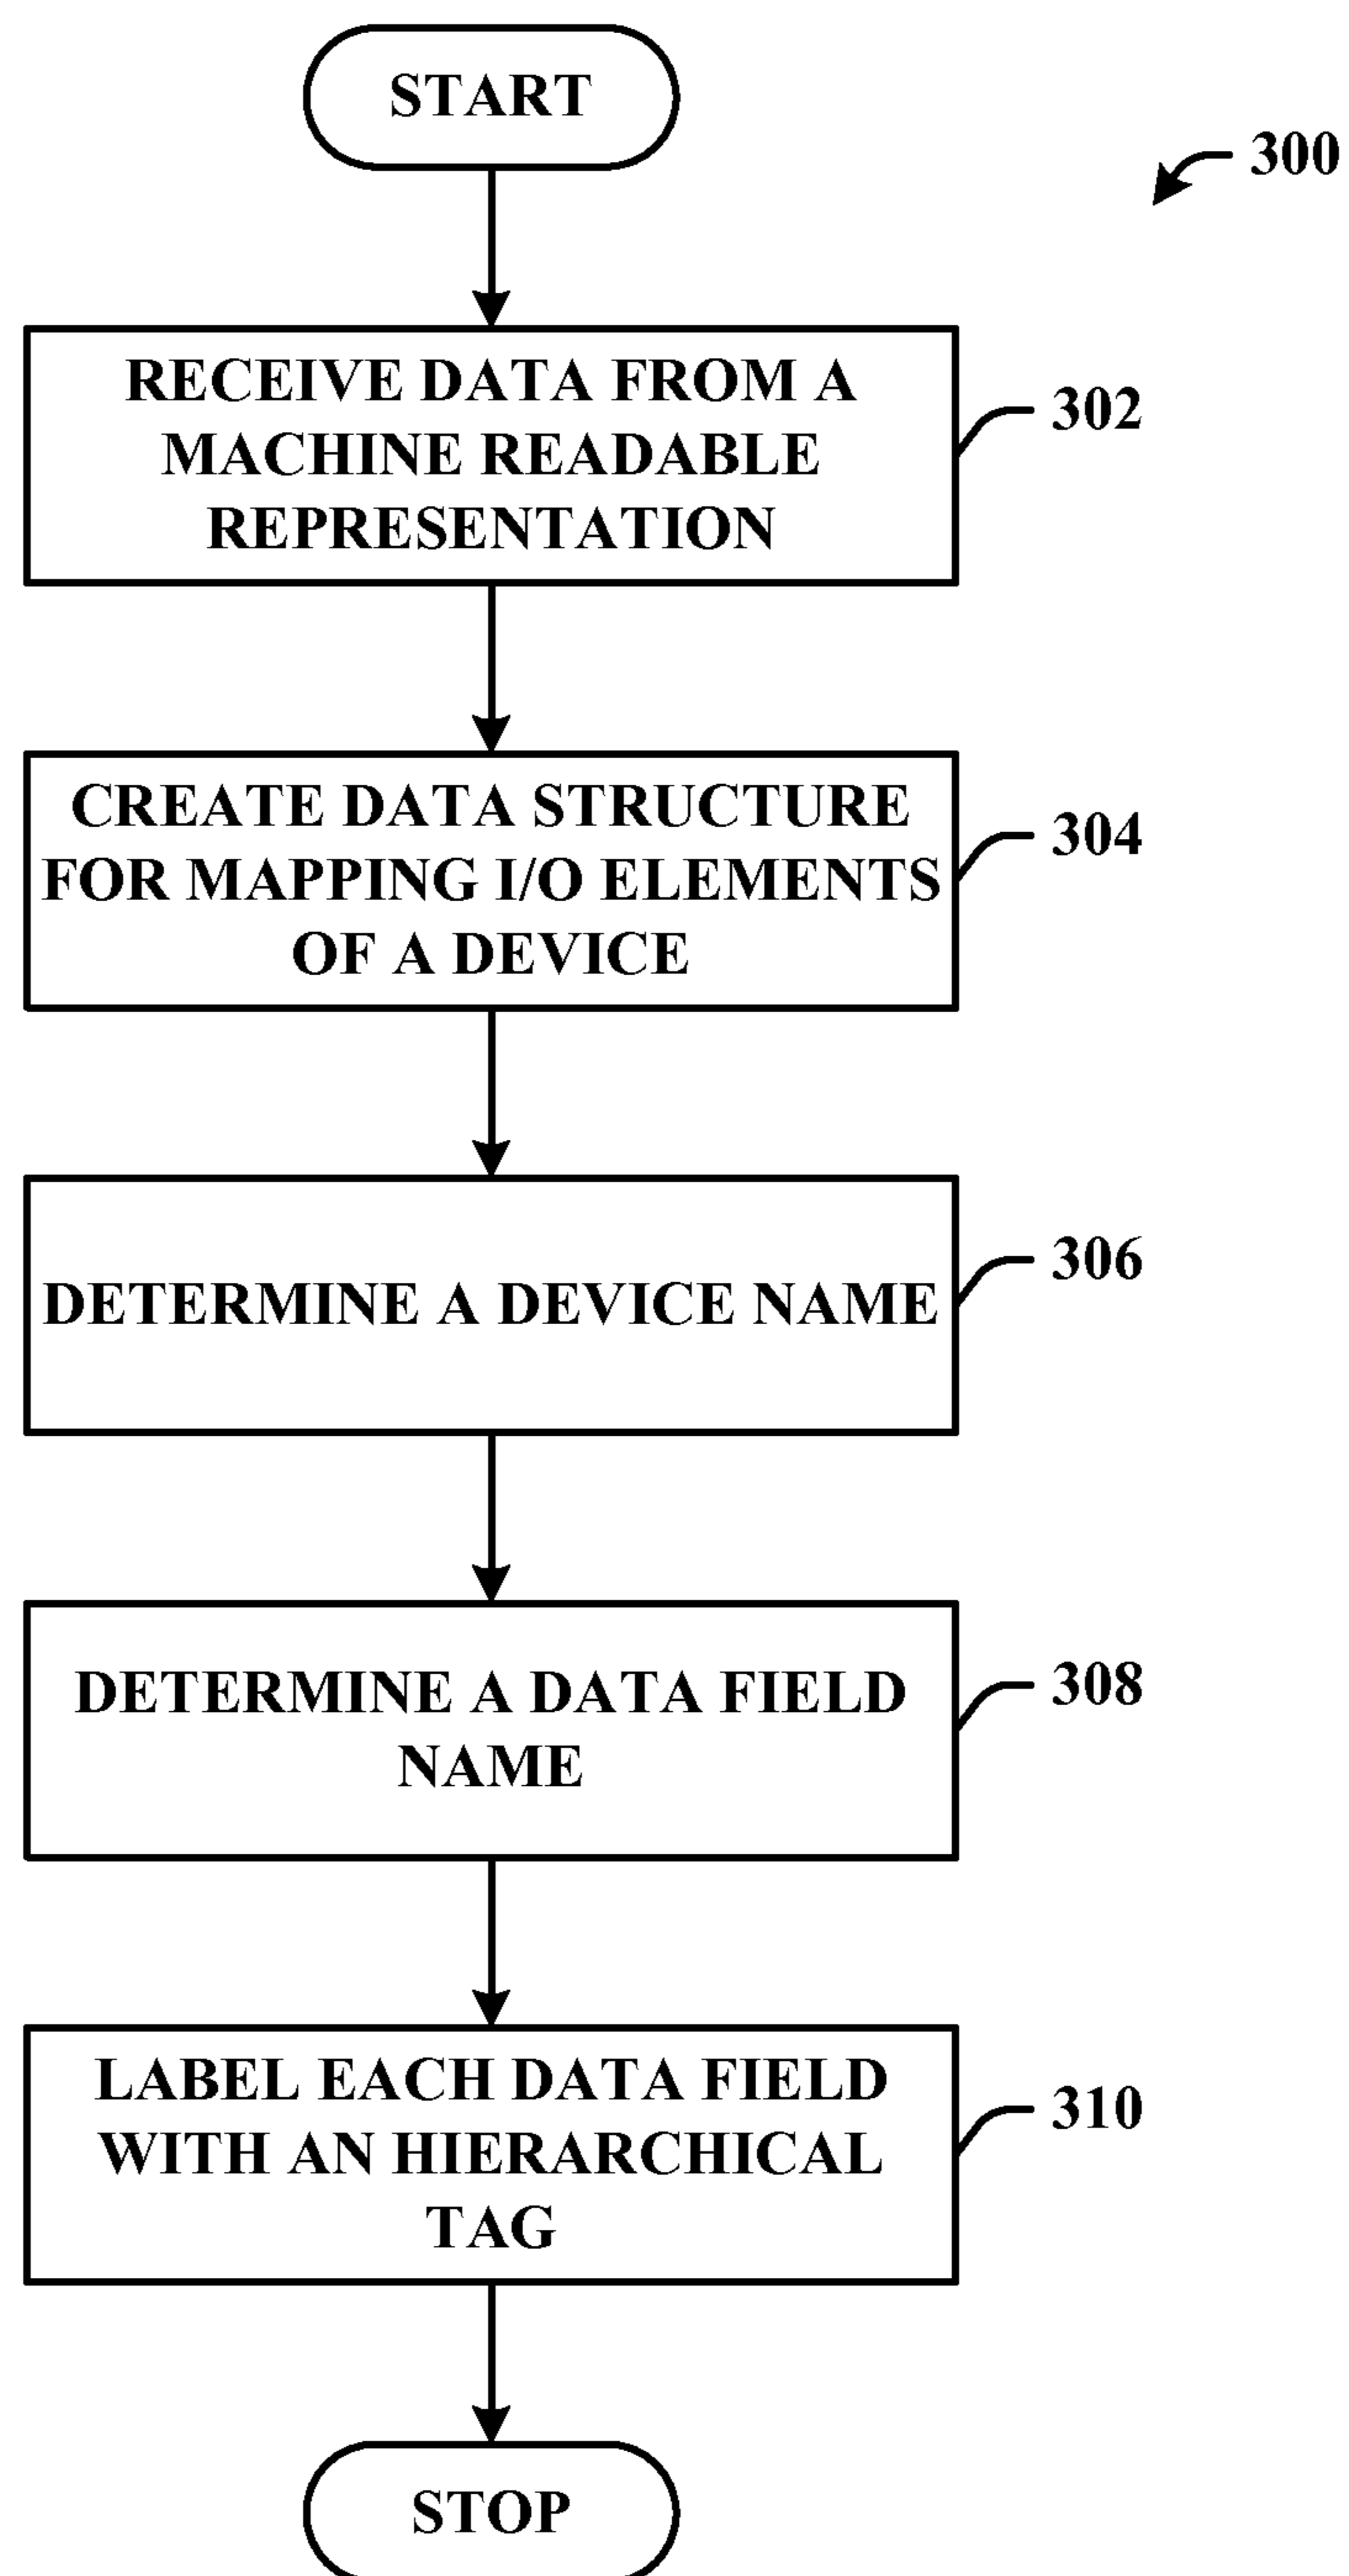 START
300
RECEIVE DATA FROM A
MACHINE READABLE
REPRESENTATION
302
CREATE DATA STRUCTURE
FOR MAPPING I/O ELEMENTS
OF A DEVICE
304
DETERMINE A DEVICE NAME
306
DETERMINE A DATA FIELD
NAME
308
LABEL EACH DATA FIELD
WITH AN HIERARCHICAL
TAG
310
STOP